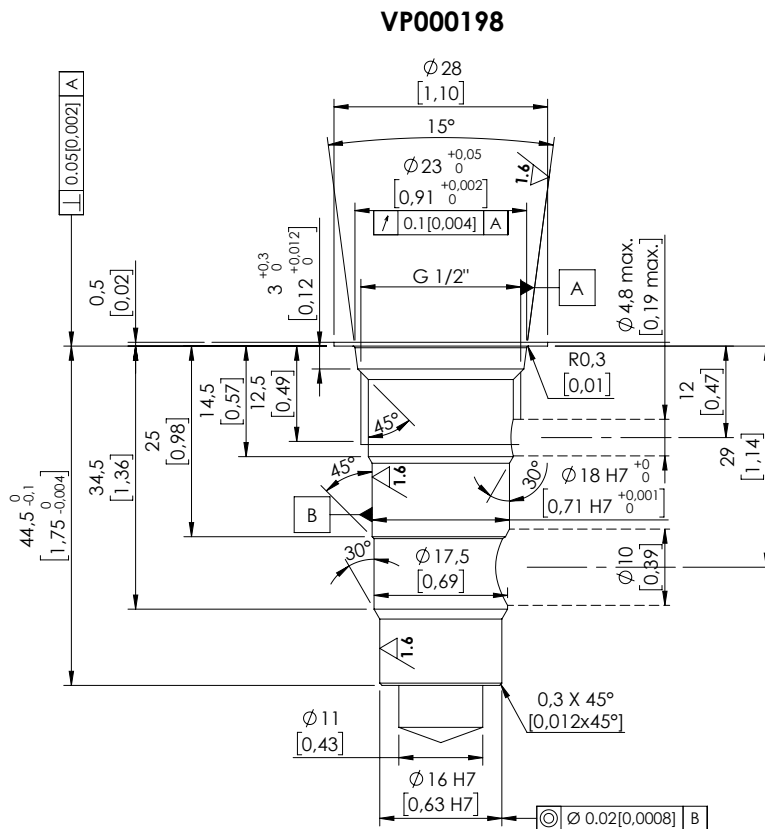 VP000198
⊥ 0.05[0,002] A
Ø28
[1,10]
15°
Ø23 +0,05 0
[0,91 +0,002 0]
↗ 0.1[0,004] A
1.6
G 1/2"
A
3 +0,3 0
[0,12 +0,012 0]
0,5
[0,02]
Ø4,8 max.
[0,19 max.]
R0,3
[0,01]
12
[0,47]
29
[1,14]
12,5
[0,49]
14,5
[0,57]
25
[0,98]
34,5
[1,36]
44,5 0 -0,1
[1,75 0 -0,004]
45°
45°
1.6
30°
Ø18 H7 +0 0
[0,71 H7 +0,001 0]
B
30°
Ø17,5
[0,69]
Ø10
[0,39]
1.6
0,3 X 45°
[0,012x45°]
Ø11
[0,43]
Ø16 H7
[0,63 H7]
◎ Ø 0.02[0,0008] B